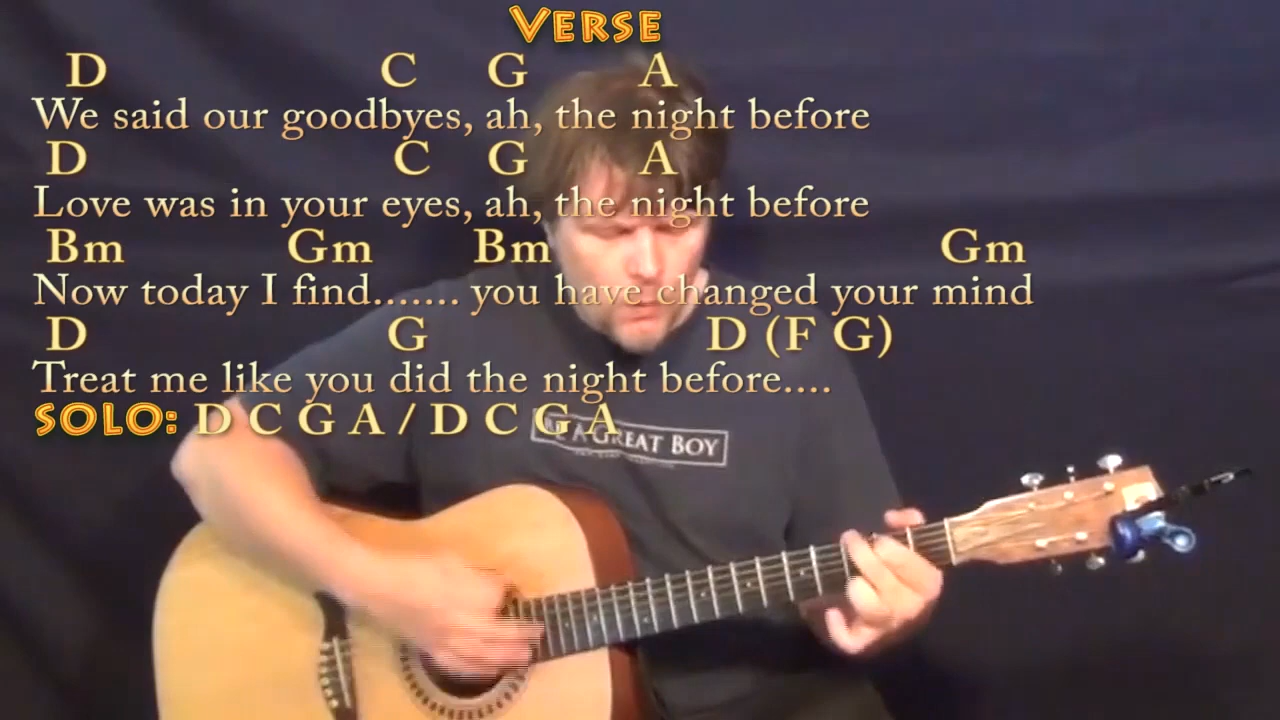 VERSE
D C G A
We said our goodbyes, ah, the night before
D C G A
Love was in your eyes, ah, the night before
Bm Gm Bm Gm
Now today I find....... you have changed your mind
D G D (F G)
Treat me like you did the night before....
SOLO: D C G A / D C G A
A GREAT BOY